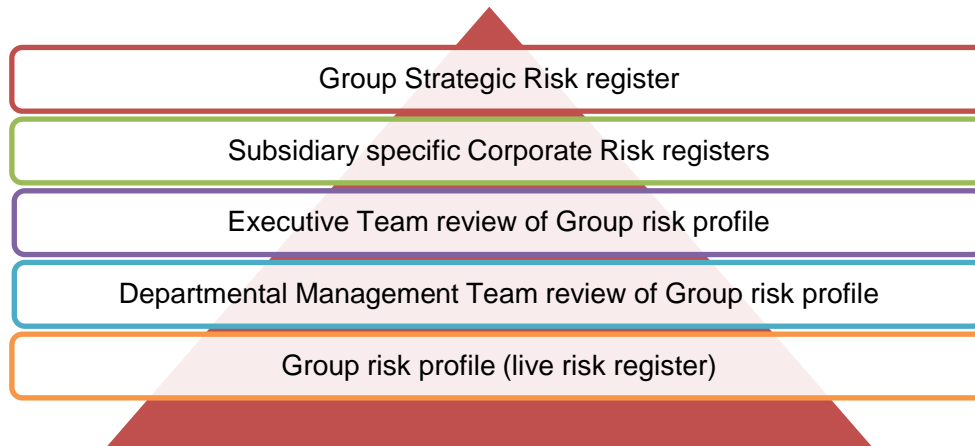 Group Strategic Risk register
Subsidiary specific Corporate Risk registers
Executive Team review of Group risk profile
Departmental Management Team review of Group risk profile
Group risk profile (live risk register)